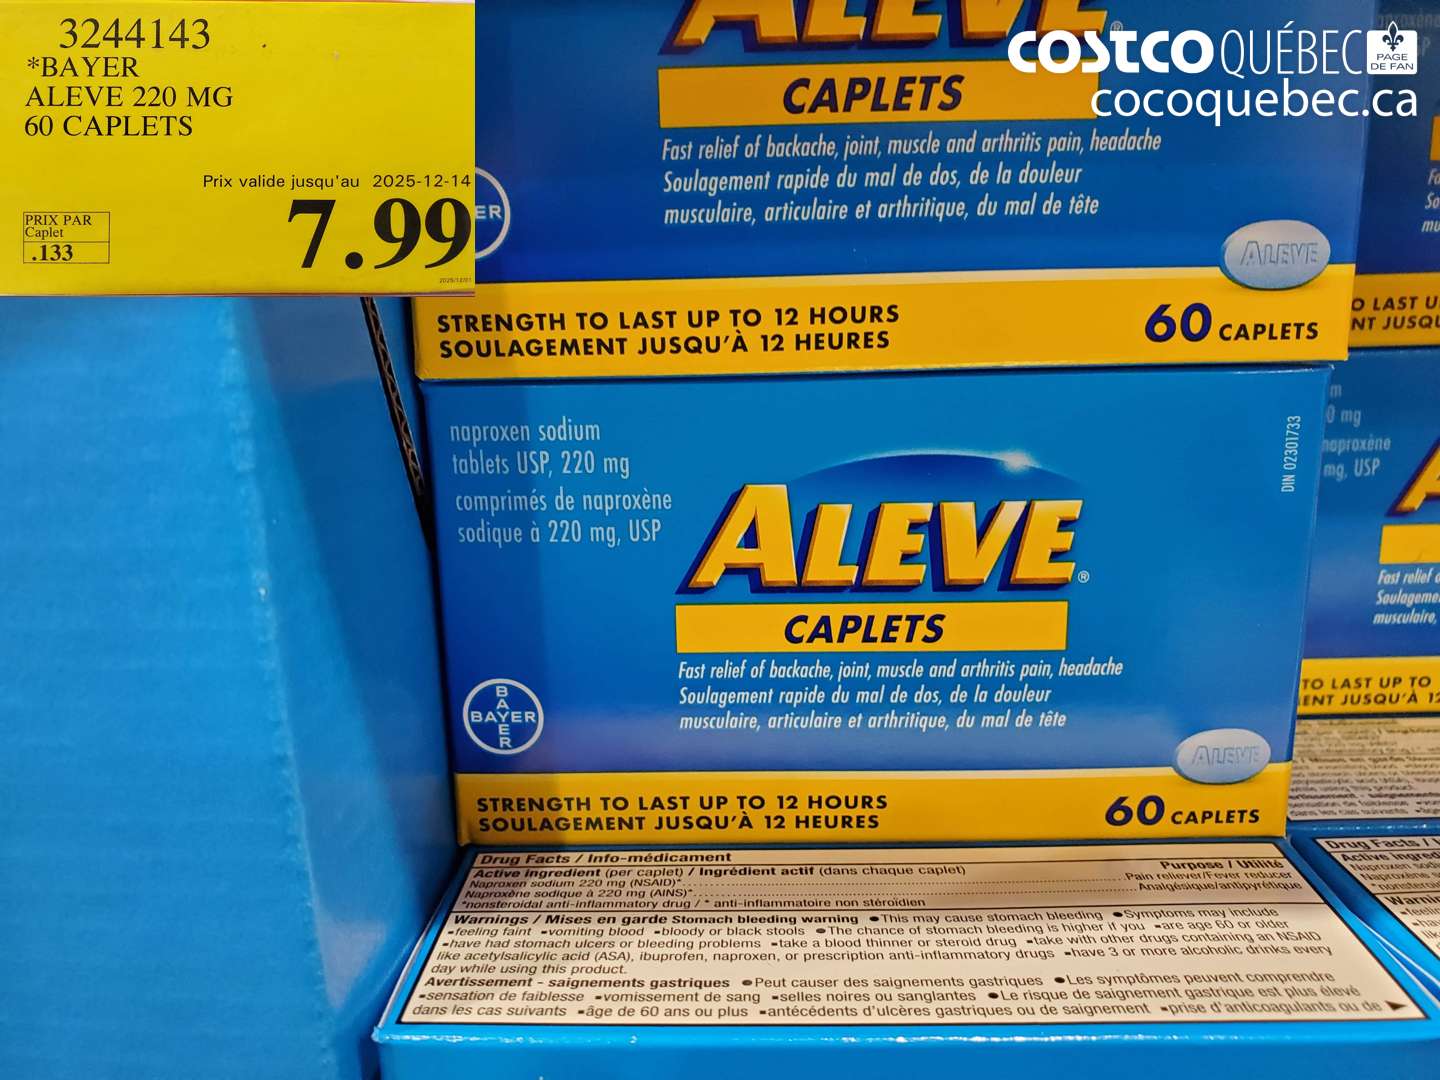 3244143
*BAYER
ALEVE 220 MG
60 CAPLETS
Prix valide jusqu'au 2025-12-14
PRIX PAR
Caplet
.133
7.99
2025/12/01
COSTCO QUÉBEC
PAGE
DE FAN
cocoquebec.ca
ALEVE
CAPLETS
Fast relief of backache, joint, muscle and arthritis pain, headache
Soulagement rapide du mal de dos, de la douleur
musculaire, articulaire et arthritique, du mal de tête
ER
ALEVE
STRENGTH TO LAST UP TO 12 HOURS
SOULAGEMENT JUSQU'À 12 HEURES
60 CAPLETS
naproxen sodium
tablets USP, 220 mg
comprimés de naproxène
sodique à 220 mg, USP
DIN 02301733
ALEVE®
CAPLETS
Fast relief of backache, joint, muscle and arthritis pain, headache
Soulagement rapide du mal de dos, de la douleur
musculaire, articulaire et arthritique, du mal de tête
BAYER
BAYER
ALEVE
STRENGTH TO LAST UP TO 12 HOURS
SOULAGEMENT JUSQU'À 12 HEURES
60 CAPLETS
Drug Facts / Info-médicament
Active ingredient (per caplet) / Ingrédient actif (dans chaque caplet) Purpose / Utilité
Naproxen sodium 220 mg (NSAID)* Pain reliever/Fever reducer
Naproxène sodique à 220 mg (AINS)* Analgésique/antipyrétique
*nonsteroidal anti-inflammatory drug / * anti-inflammatoire non stéroïdien
Warnings / Mises en garde Stomach bleeding warning ●This may cause stomach bleeding ●Symptoms may include
▪feeling faint ▪vomiting blood ▪bloody or black stools ●The chance of stomach bleeding is higher if you ▪are age 60 or older
▪have had stomach ulcers or bleeding problems ▪take a blood thinner or steroid drug ▪take with other drugs containing an NSAID
like acetylsalicylic acid (ASA), ibuprofen, naproxen, or prescription anti-inflammatory drugs ▪have 3 or more alcoholic drinks every
day while using this product.
Avertissement - saignements gastriques ●Peut causer des saignements gastriques ●Les symptômes peuvent comprendre
▪sensation de faiblesse ▪vomissement de sang ▪selles noires ou sanglantes ●Le risque de saignement gastrique est plus élevé
dans les cas suivants ▪âge de 60 ans ou plus ▪antécédents d'ulcères gastriques ou de saignement ▪prise d'anticoagulants ou de